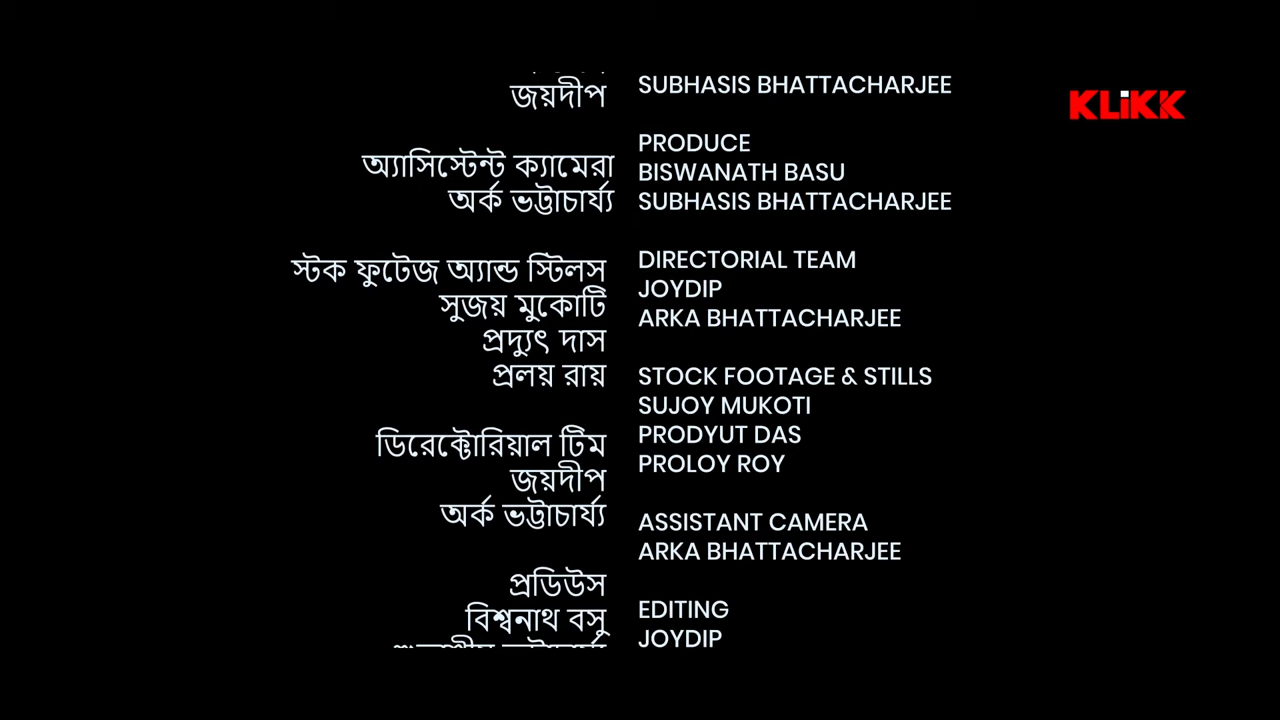 জয়দীপ
অ্যাসিস্টেন্ট ক্যামেরা
অর্ক ভট্টাচার্য্য
স্টক ফুটেজ অ্যান্ড স্টিলস
সুজয় মুকোটি
প্রদ্যুৎ দাস
প্রলয় রায়
ডিরেক্টোরিয়াল টিম
জয়দীপ
অর্ক ভট্টাচার্য্য
প্রডিউস
বিশ্বনাথ বসু
SUBHASIS BHATTACHARJEE
PRODUCE
BISWANATH BASU
SUBHASIS BHATTACHARJEE
DIRECTORIAL TEAM
JOYDIP
ARKA BHATTACHARJEE
STOCK FOOTAGE & STILLS
SUJOY MUKOTI
PRODYUT DAS
PROLOY ROY
ASSISTANT CAMERA
ARKA BHATTACHARJEE
EDITING
JOYDIP
KLiKK